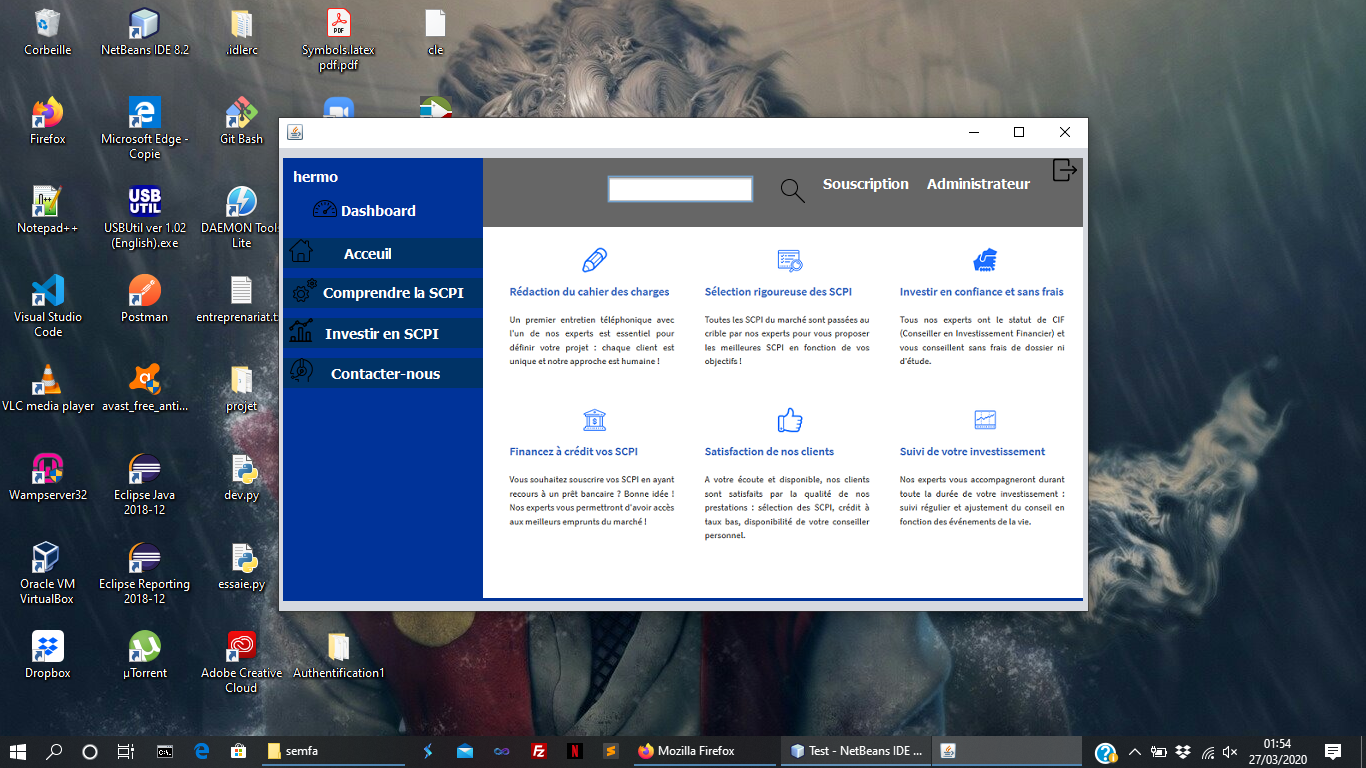 Corbeille
NetBeans IDE 8.2
.idlerc
Symbols.latex
pdf.pdf
cle
Firefox
Microsoft Edge -
Copie
Git Bash
Notepad++
USBUtil ver 1.02
(English).exe
DAEMON Tools
Lite
Visual Studio
Code
Postman
entreprenariat.t
VLC media player
avast_free_anti...
projet
Wampserver32
Eclipse Java
2018-12
dev.py
Oracle VM
VirtualBox
Eclipse Reporting
2018-12
essaie.py
Dropbox
µTorrent
Adobe Creative
Cloud
Authentification1
hermo
Dashboard
Acceuil
Comprendre la SCPI
Investir en SCPI
Contacter-nous
Souscription
Administrateur
Rédaction du cahier des charges
Un premier entretien téléphonique avec
l'un de nos experts est essentiel pour
définir votre projet : chaque client est
unique et notre approche est humaine !
Sélection rigoureuse des SCPI
Toutes les SCPI du marché sont passées au
crible par nos experts pour vous proposer
les meilleures SCPI en fonction de vos
objectifs !
Investir en confiance et sans frais
Tous nos experts ont le statut de CIF
(Conseiller en Investissement Financier) et
vous conseillent sans frais de dossier ni
d'étude.
Financez à crédit vos SCPI
Vous souhaitez souscrire vos SCPI en ayant
recours à un prêt bancaire ? Bonne idée !
Nos experts vous permettront d'avoir accès
aux meilleurs emprunts du marché !
Satisfaction de nos clients
A votre écoute et disponible, nos clients
sont satisfaits par la qualité de nos
prestations : sélection des SCPI, crédit à
taux bas, disponibilité de votre conseiller
personnel.
Suivi de votre investissement
Nos experts vous accompagneront durant
toute la durée de votre investissement :
suivi régulier et ajustement du conseil en
fonction des événements de la vie.
semfa
Mozilla Firefox
Test - NetBeans IDE ...
01:54
27/03/2020